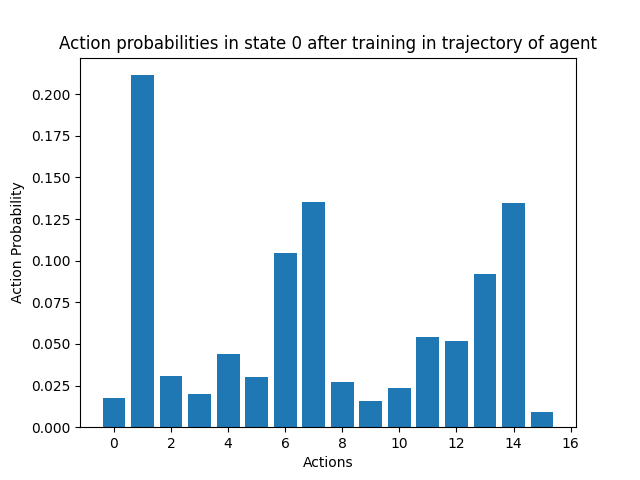 Action probabilities in state 0 after training in trajectory of agent
0.200
0.175
0.150
0.125
0.100
0.075
0.050
0.025
0.000
Action Probability
0 2 4 6 8 10 12 14 16
Actions